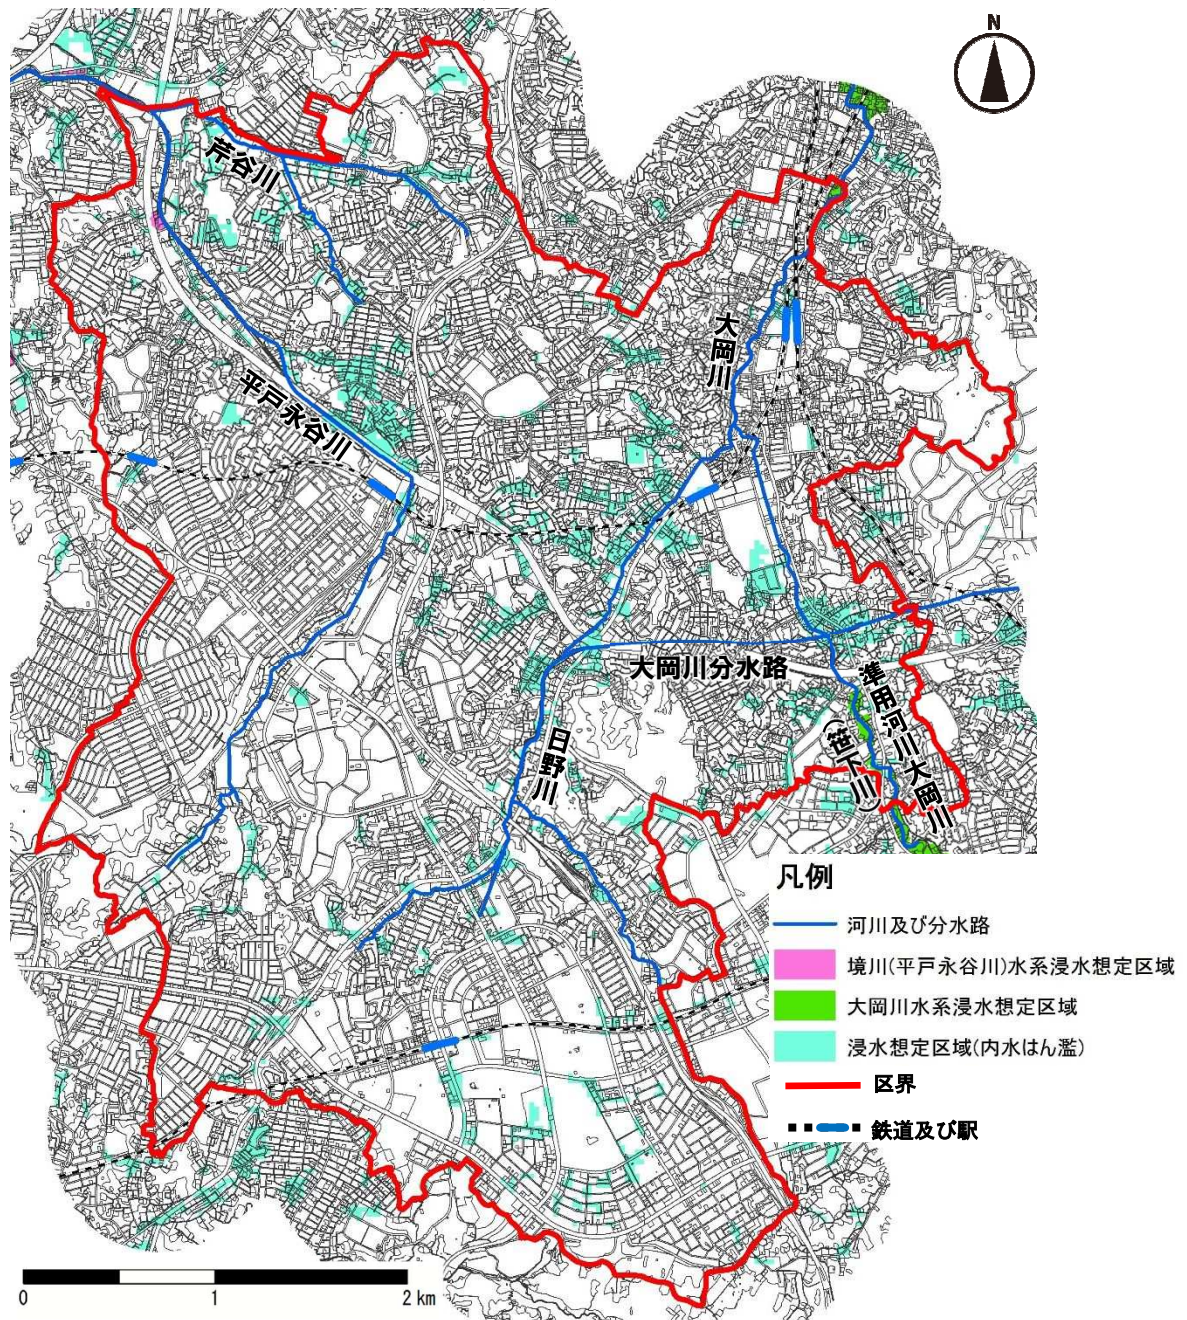 N
芹谷川
平戸永谷川
大岡川
大岡川分水路
日野川
準用河川大岡川
(笹下川)
凡例
河川及び分水路
境川(平戸永谷川)水系浸水想定区域
大岡川水系浸水想定区域
浸水想定区域(内水はん濫)
区界
鉄道及び駅
0 1 2 km